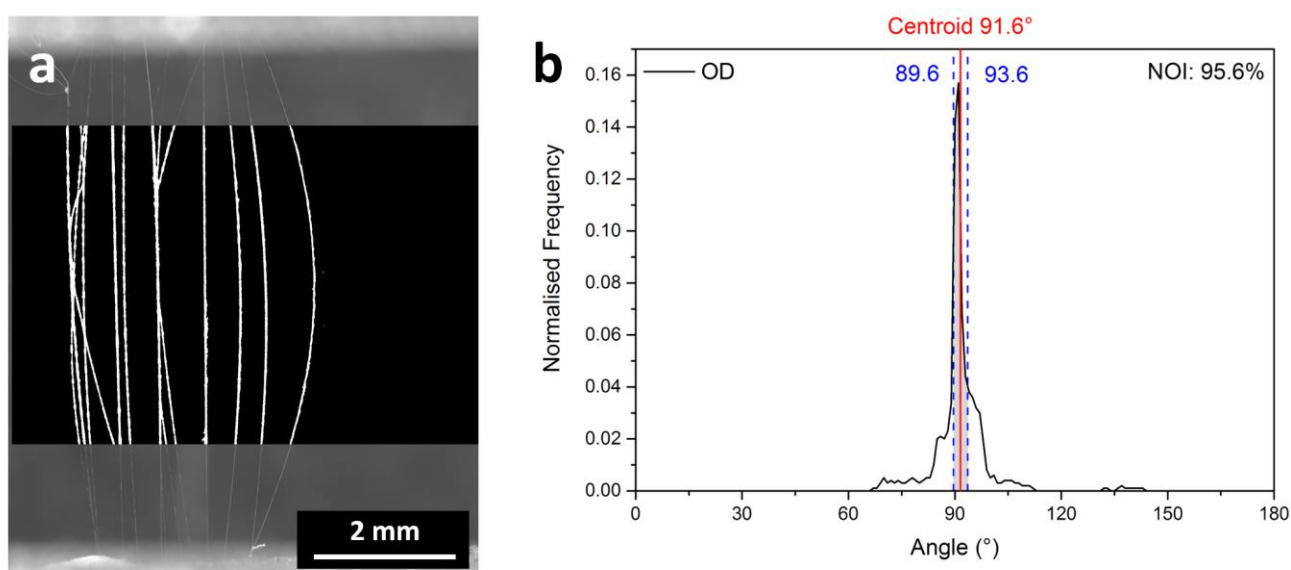 a
2 mm
b
Centroid 91.6°
OD
89.6
93.6
NOI: 95.6%
Normalised Frequency
0.16
0.14
0.12
0.10
0.08
0.06
0.04
0.02
0.00
0 30 60 90 120 150 180
Angle (°)